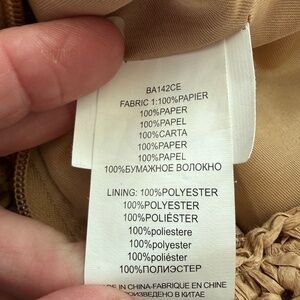 BA142CE
FABRIC 1:100%PAPIER
100%PAPER
100%PAPEL
100%CARTA
100%PAPER
100%PAPEL
100%БУМАЖНОЕ ВОЛОКНО
LINING: 100%POLYESTER
100%POLYESTER
100%POLIÉSTER
100%poliestere
100%polyester
100%poliéster
100%ПОЛИЭСТЕР
MADE IN CHINA-FABRIQUE EN CHINE
ПРОИЗВЕДЕНО В КИТАЕ